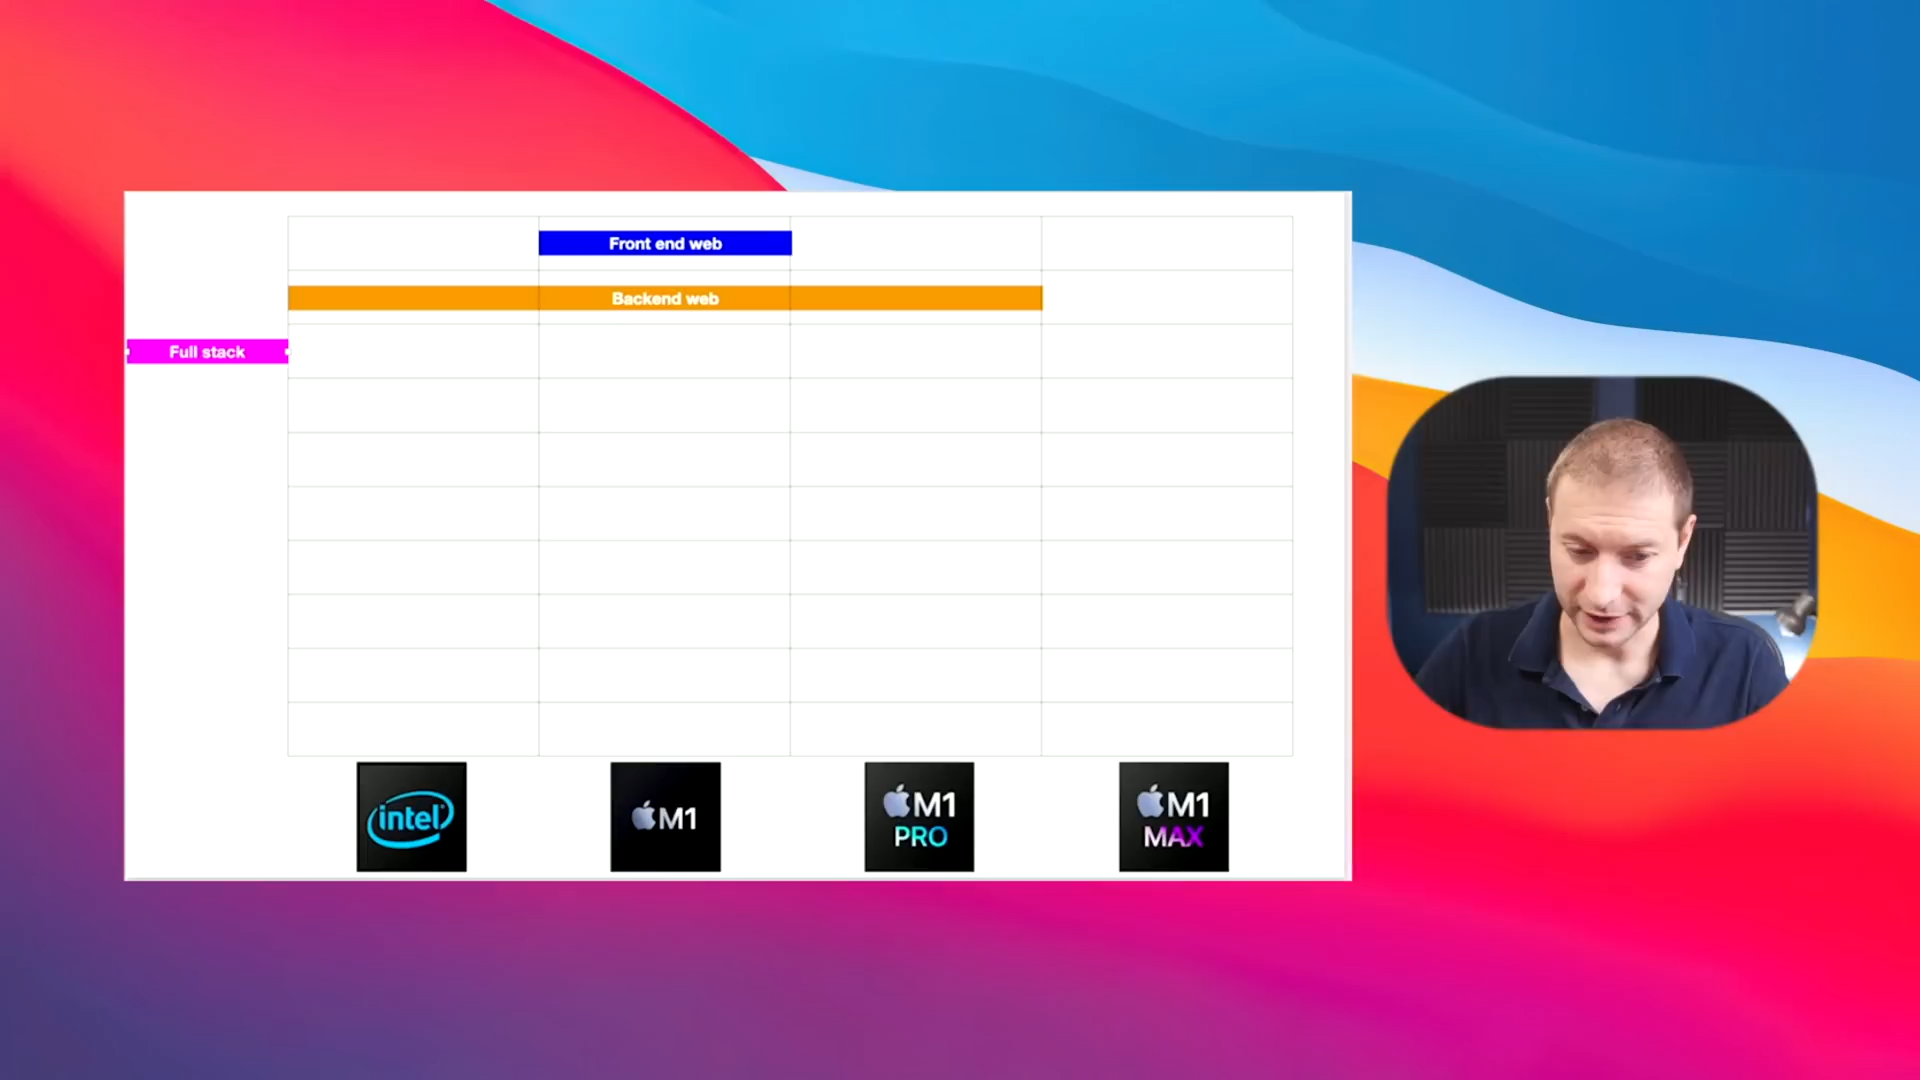 Front end web
Backend web
Full stack
intel
M1
M1
PRO
M1
MAX